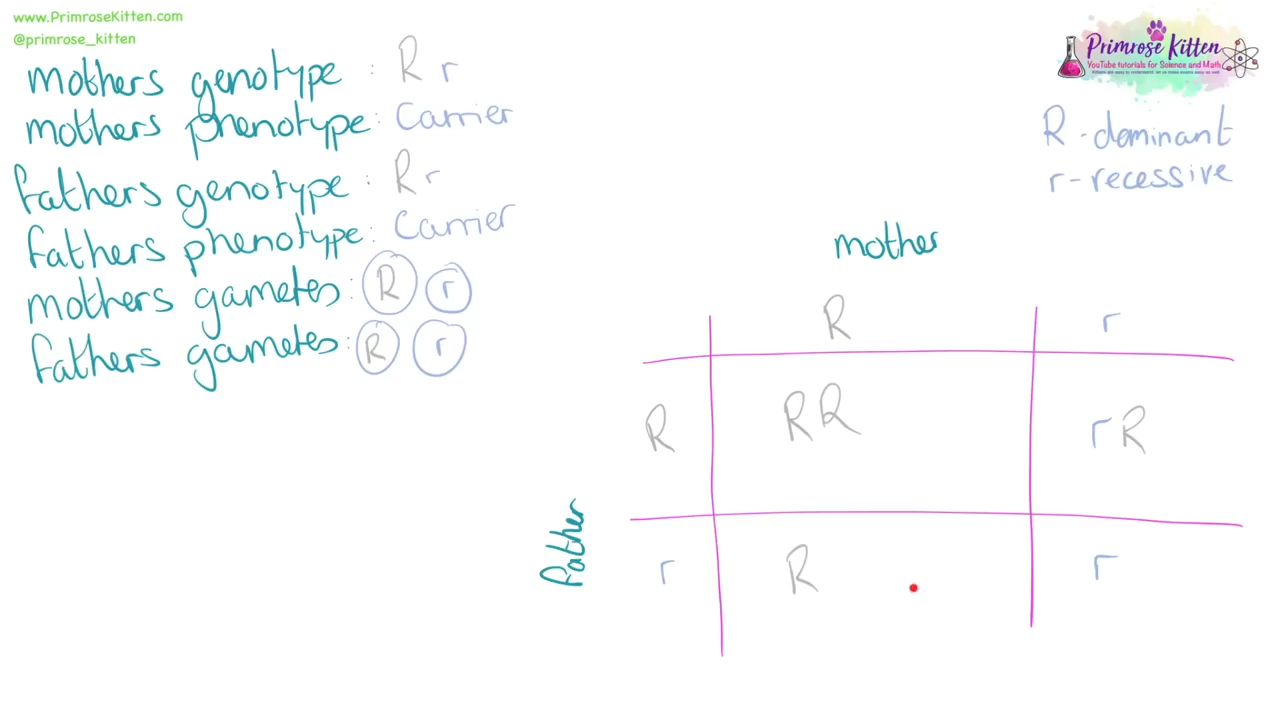 www.PrimroseKitten.com
@primrose_kitten
Primrose Kitten
YouTube tutorials for Science and Math
mothers genotype : R r
mothers phenotype: Carrier
fathers genotype : R r
fathers phenotype: Carrier
mothers gametes: R r
fathers gametes: R r
R - dominant
r - recessive
mother
R r
R RR rR
Father
r R r